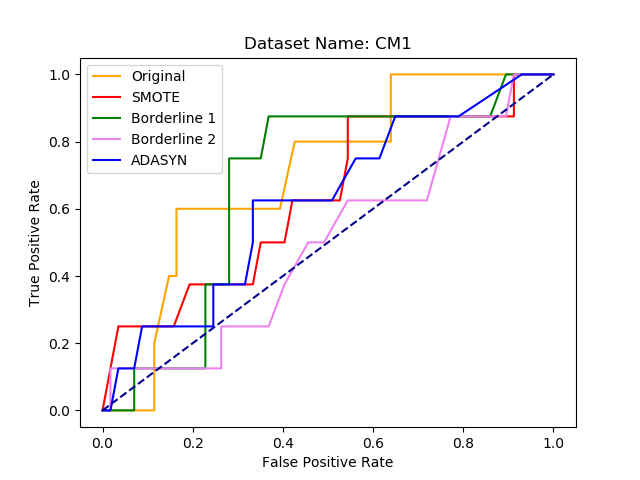 Dataset Name: CM1
Original
SMOTE
Borderline 1
Borderline 2
ADASYN
True Positive Rate
1.0
0.8
0.6
0.4
0.2
0.0
0.0 0.2 0.4 0.6 0.8 1.0
False Positive Rate